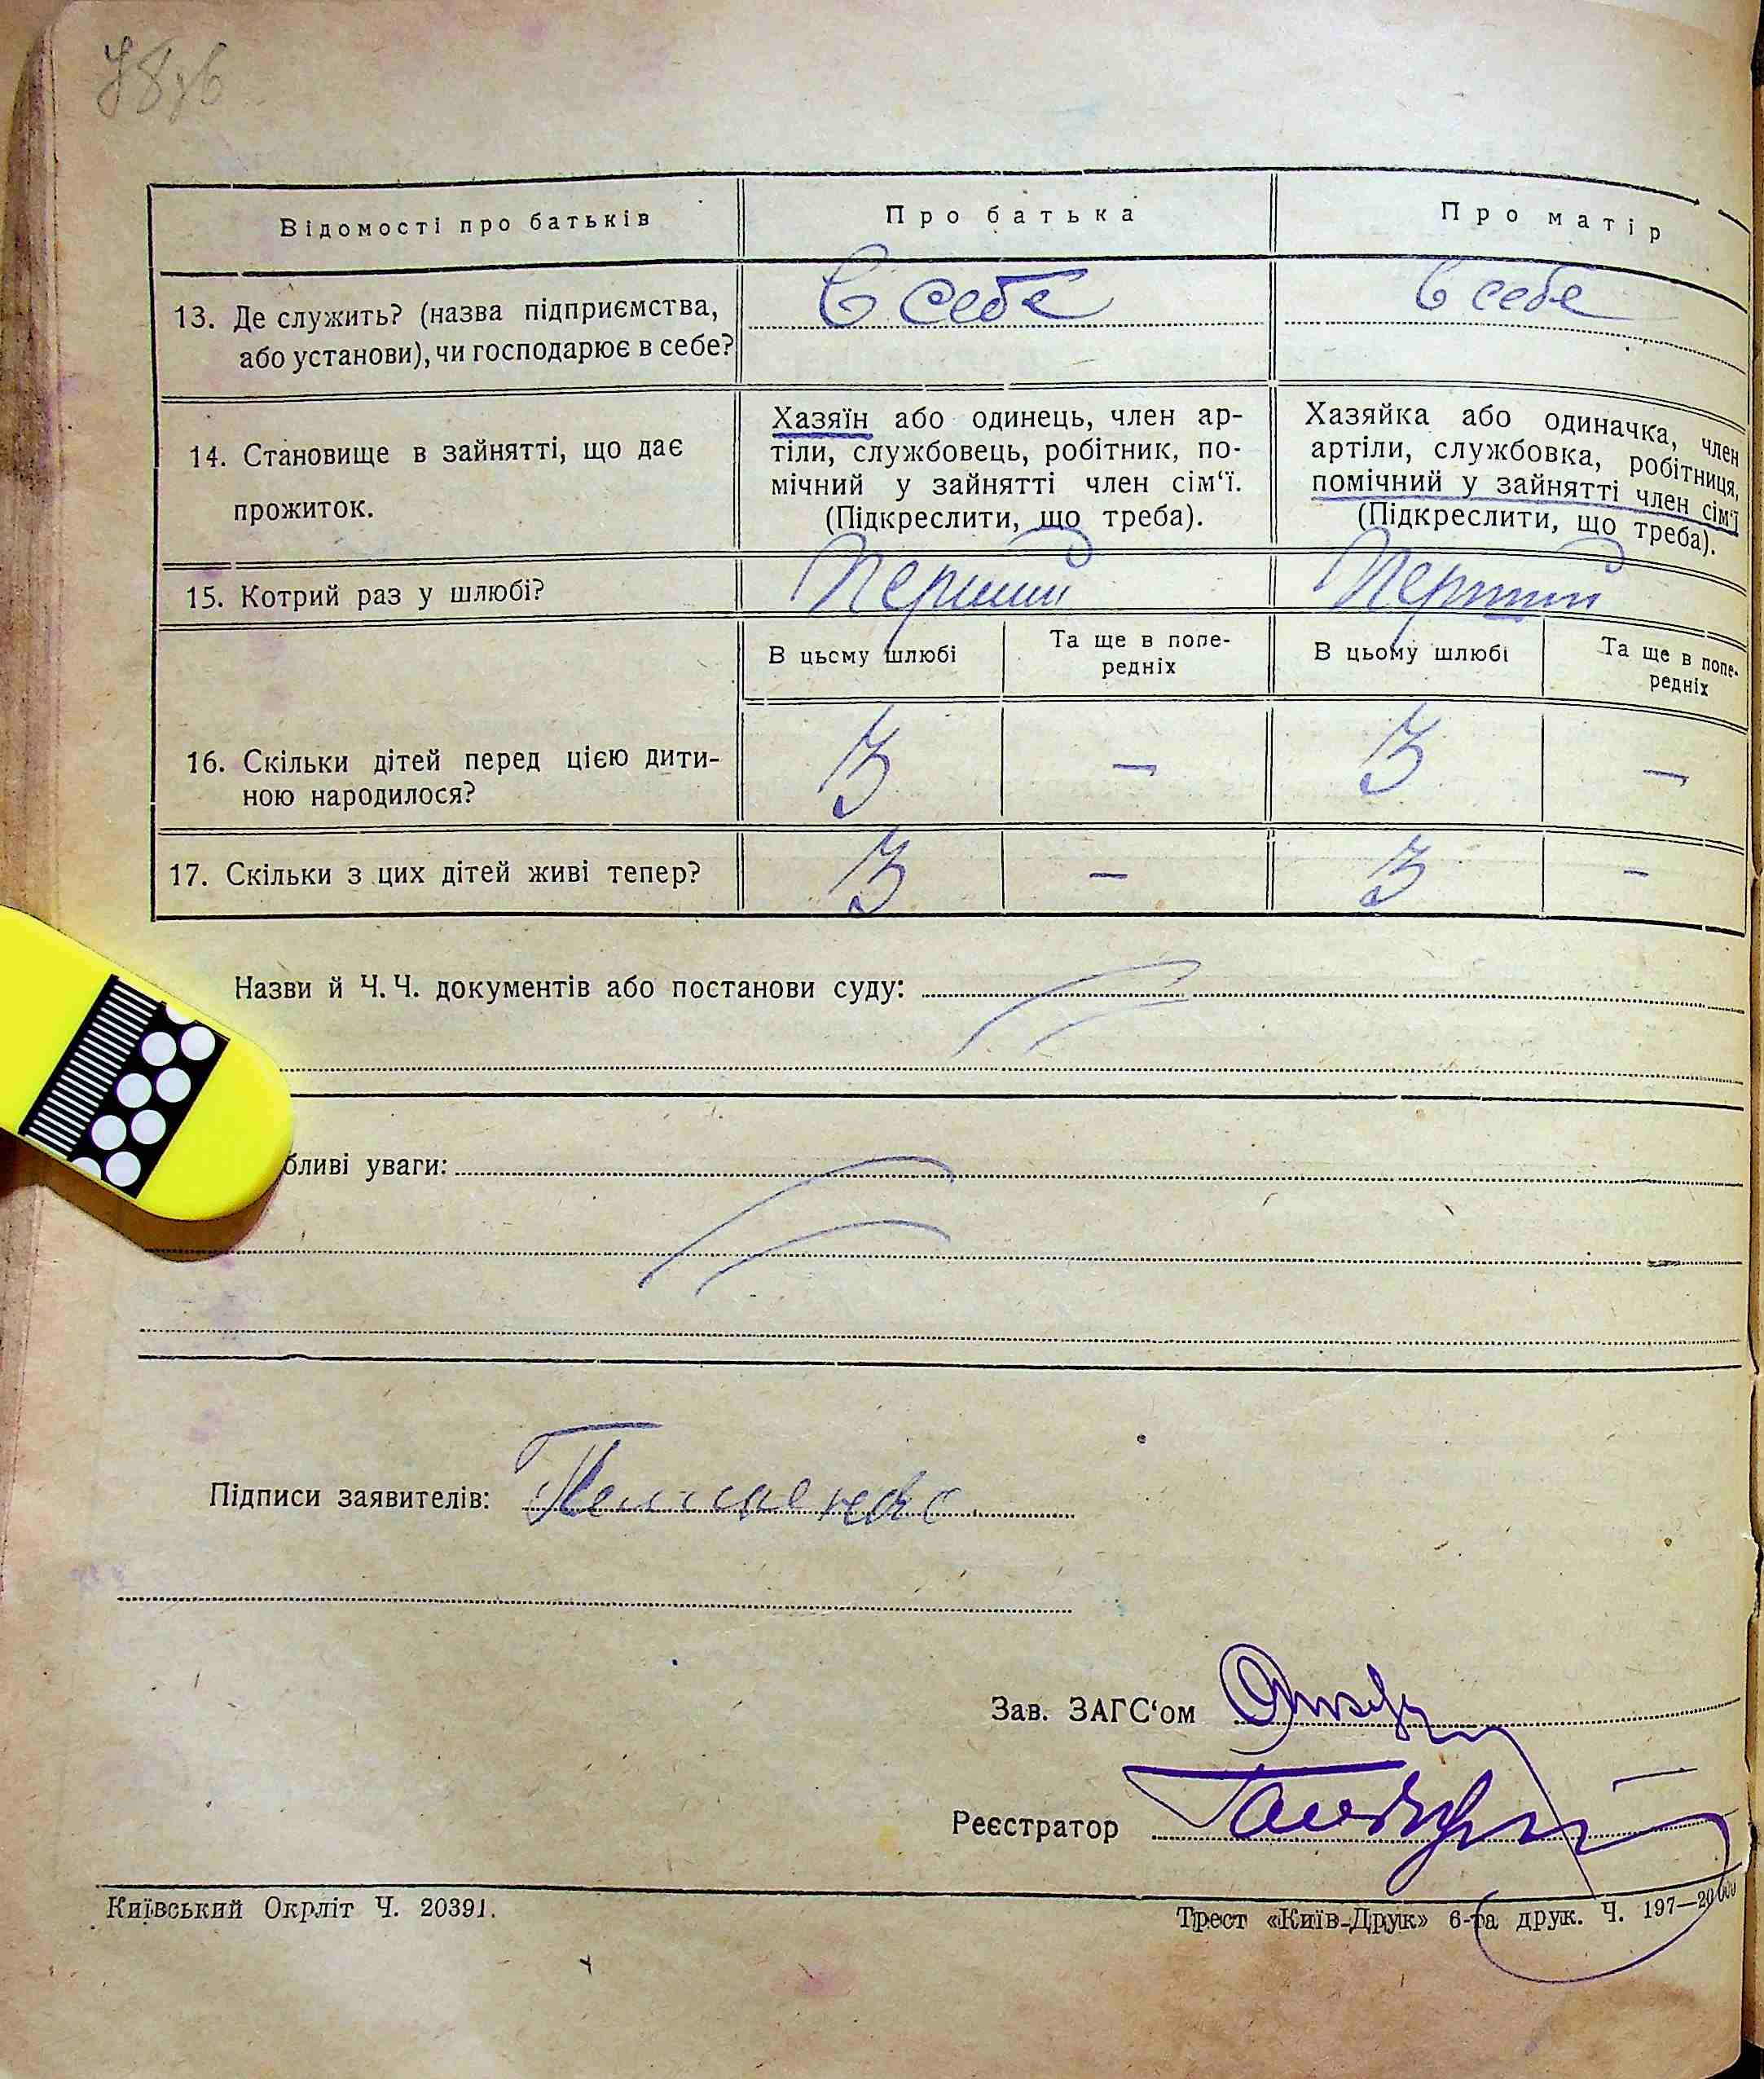 Відомості про батьків
Про батька
Про матір
13. Де служить? (назва підприємства,
або установи), чи господарює в себе?
в себе
в себе
14. Становище в зайнятті, що дає
прожиток.
Хазяїн або одинець, член ар-
тіли, службовець, робітник, по-
мічний у зайнятті член сім‘ї.
(Підкреслити, що треба).
Хазяйка або одиначка, член
артіли, службовка, робітниця,
помічний у зайнятті член сім‘ї
(Підкреслити, що треба).
15. Котрий раз у шлюбі?
Перший
Перший
В цьому шлюбі
Та ще в попе-
редніх
В цьому шлюбі
Та ще в попе-
редніх
16. Скільки дітей перед цією дити-
ною народилося?
3
—
3
—
17. Скільки з цих дітей живі тепер?
3
—
3
–
Назви й Ч. Ч. документів або постанови суду:
бливі уваги:
Підписи заявителів:
Зав. ЗАГС‘ом
Реєстратор
Київський Окрліт Ч. 20391.
Трест «Київ-Друк» 6-та друк. Ч. 197—20000